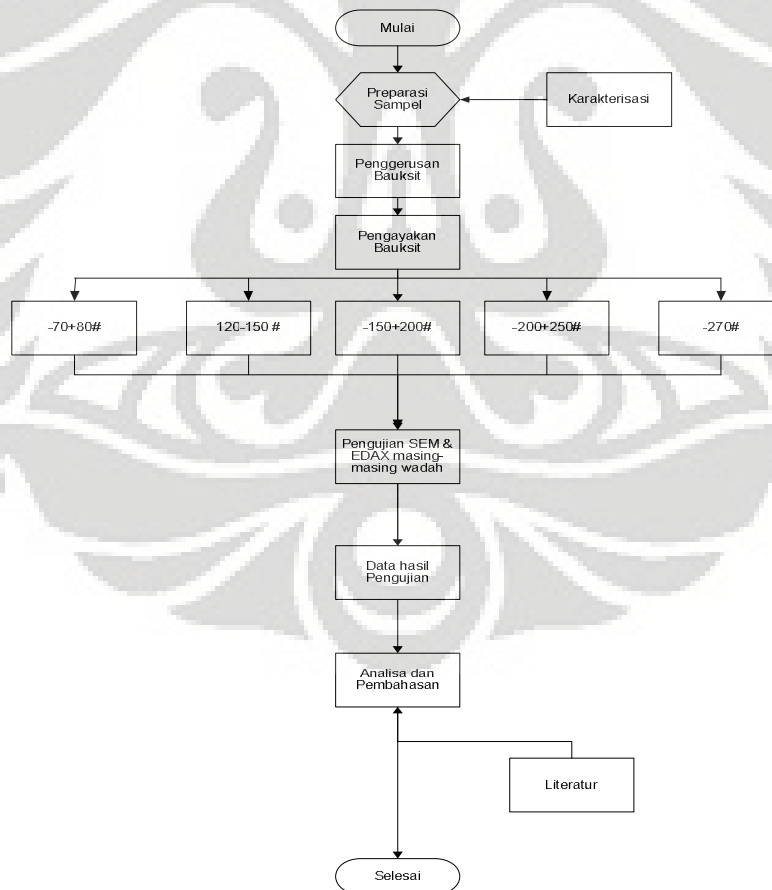 Mulai
Preparasi
Sampel
Karakterisasi
Penggerusan
Bauksit
Pengayakan
Bauksit
-70+80#
120-150 #
-150+200#
-200+250#
-270#
Pengujian SEM &
EDAX masing-
masing wadah
Data hasil
Pengujian
Analisa dan
Pembahasan
Literatur
Selesai